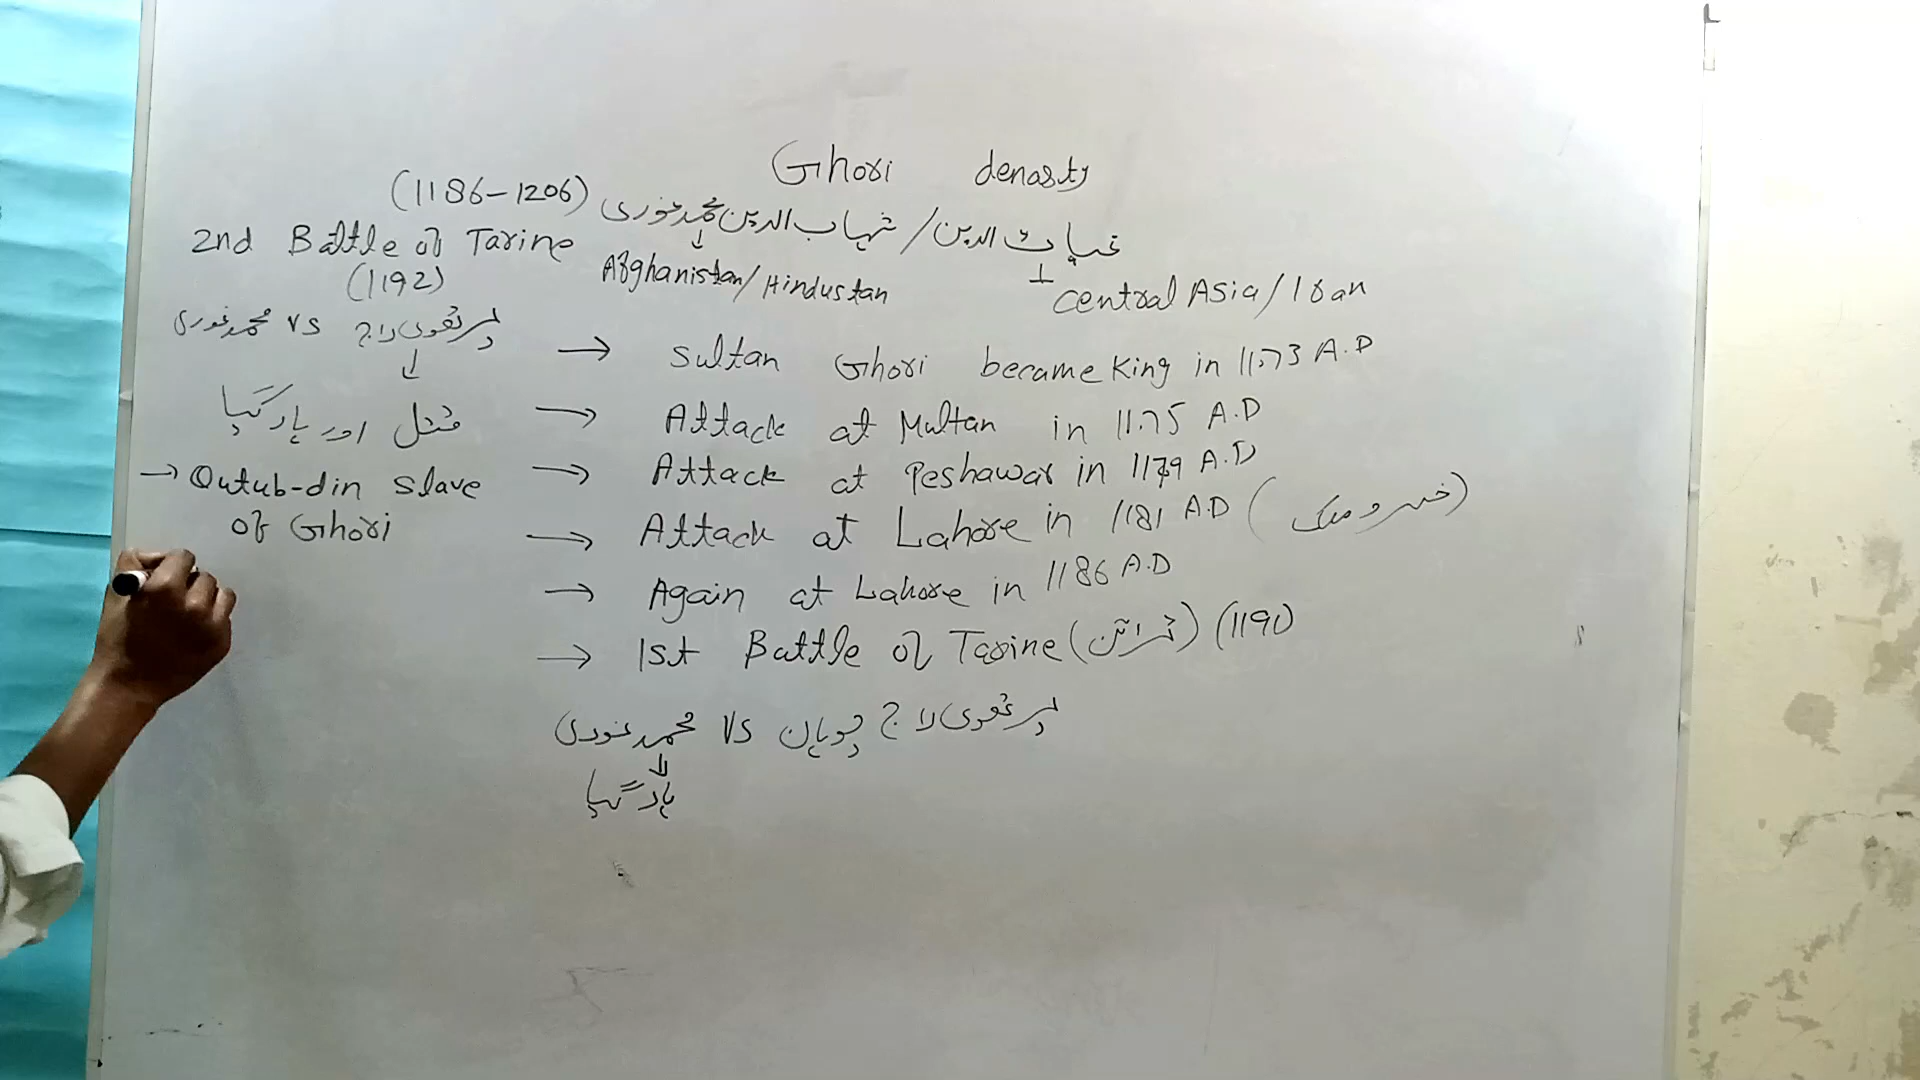 Ghori denasty
(1186-1206)
غیاث الدین / شہاب الدین محمد غوری
Afghanistan/Hindustan
Central Asia/Iran
→ Sultan Ghori became King in 1173 A.D
→ Attack at Multan in 1175 A.D
→ Attack at Peshawar in 1179 A.D
→ Attack at Lahore in 1181 A.D (خسرو ملک)
→ Again at Lahore in 1186 A.D
→ 1st Battle of Tarine (ترائن) (1191)
پرتھوی راج چوہان VS محمد غوری
ہار گیا
2nd Battle of Tarine
(1192)
پرتھوی راج VS محمد غوری
قتل اور ہار گیا
→ Qutub-din slave
of Ghori